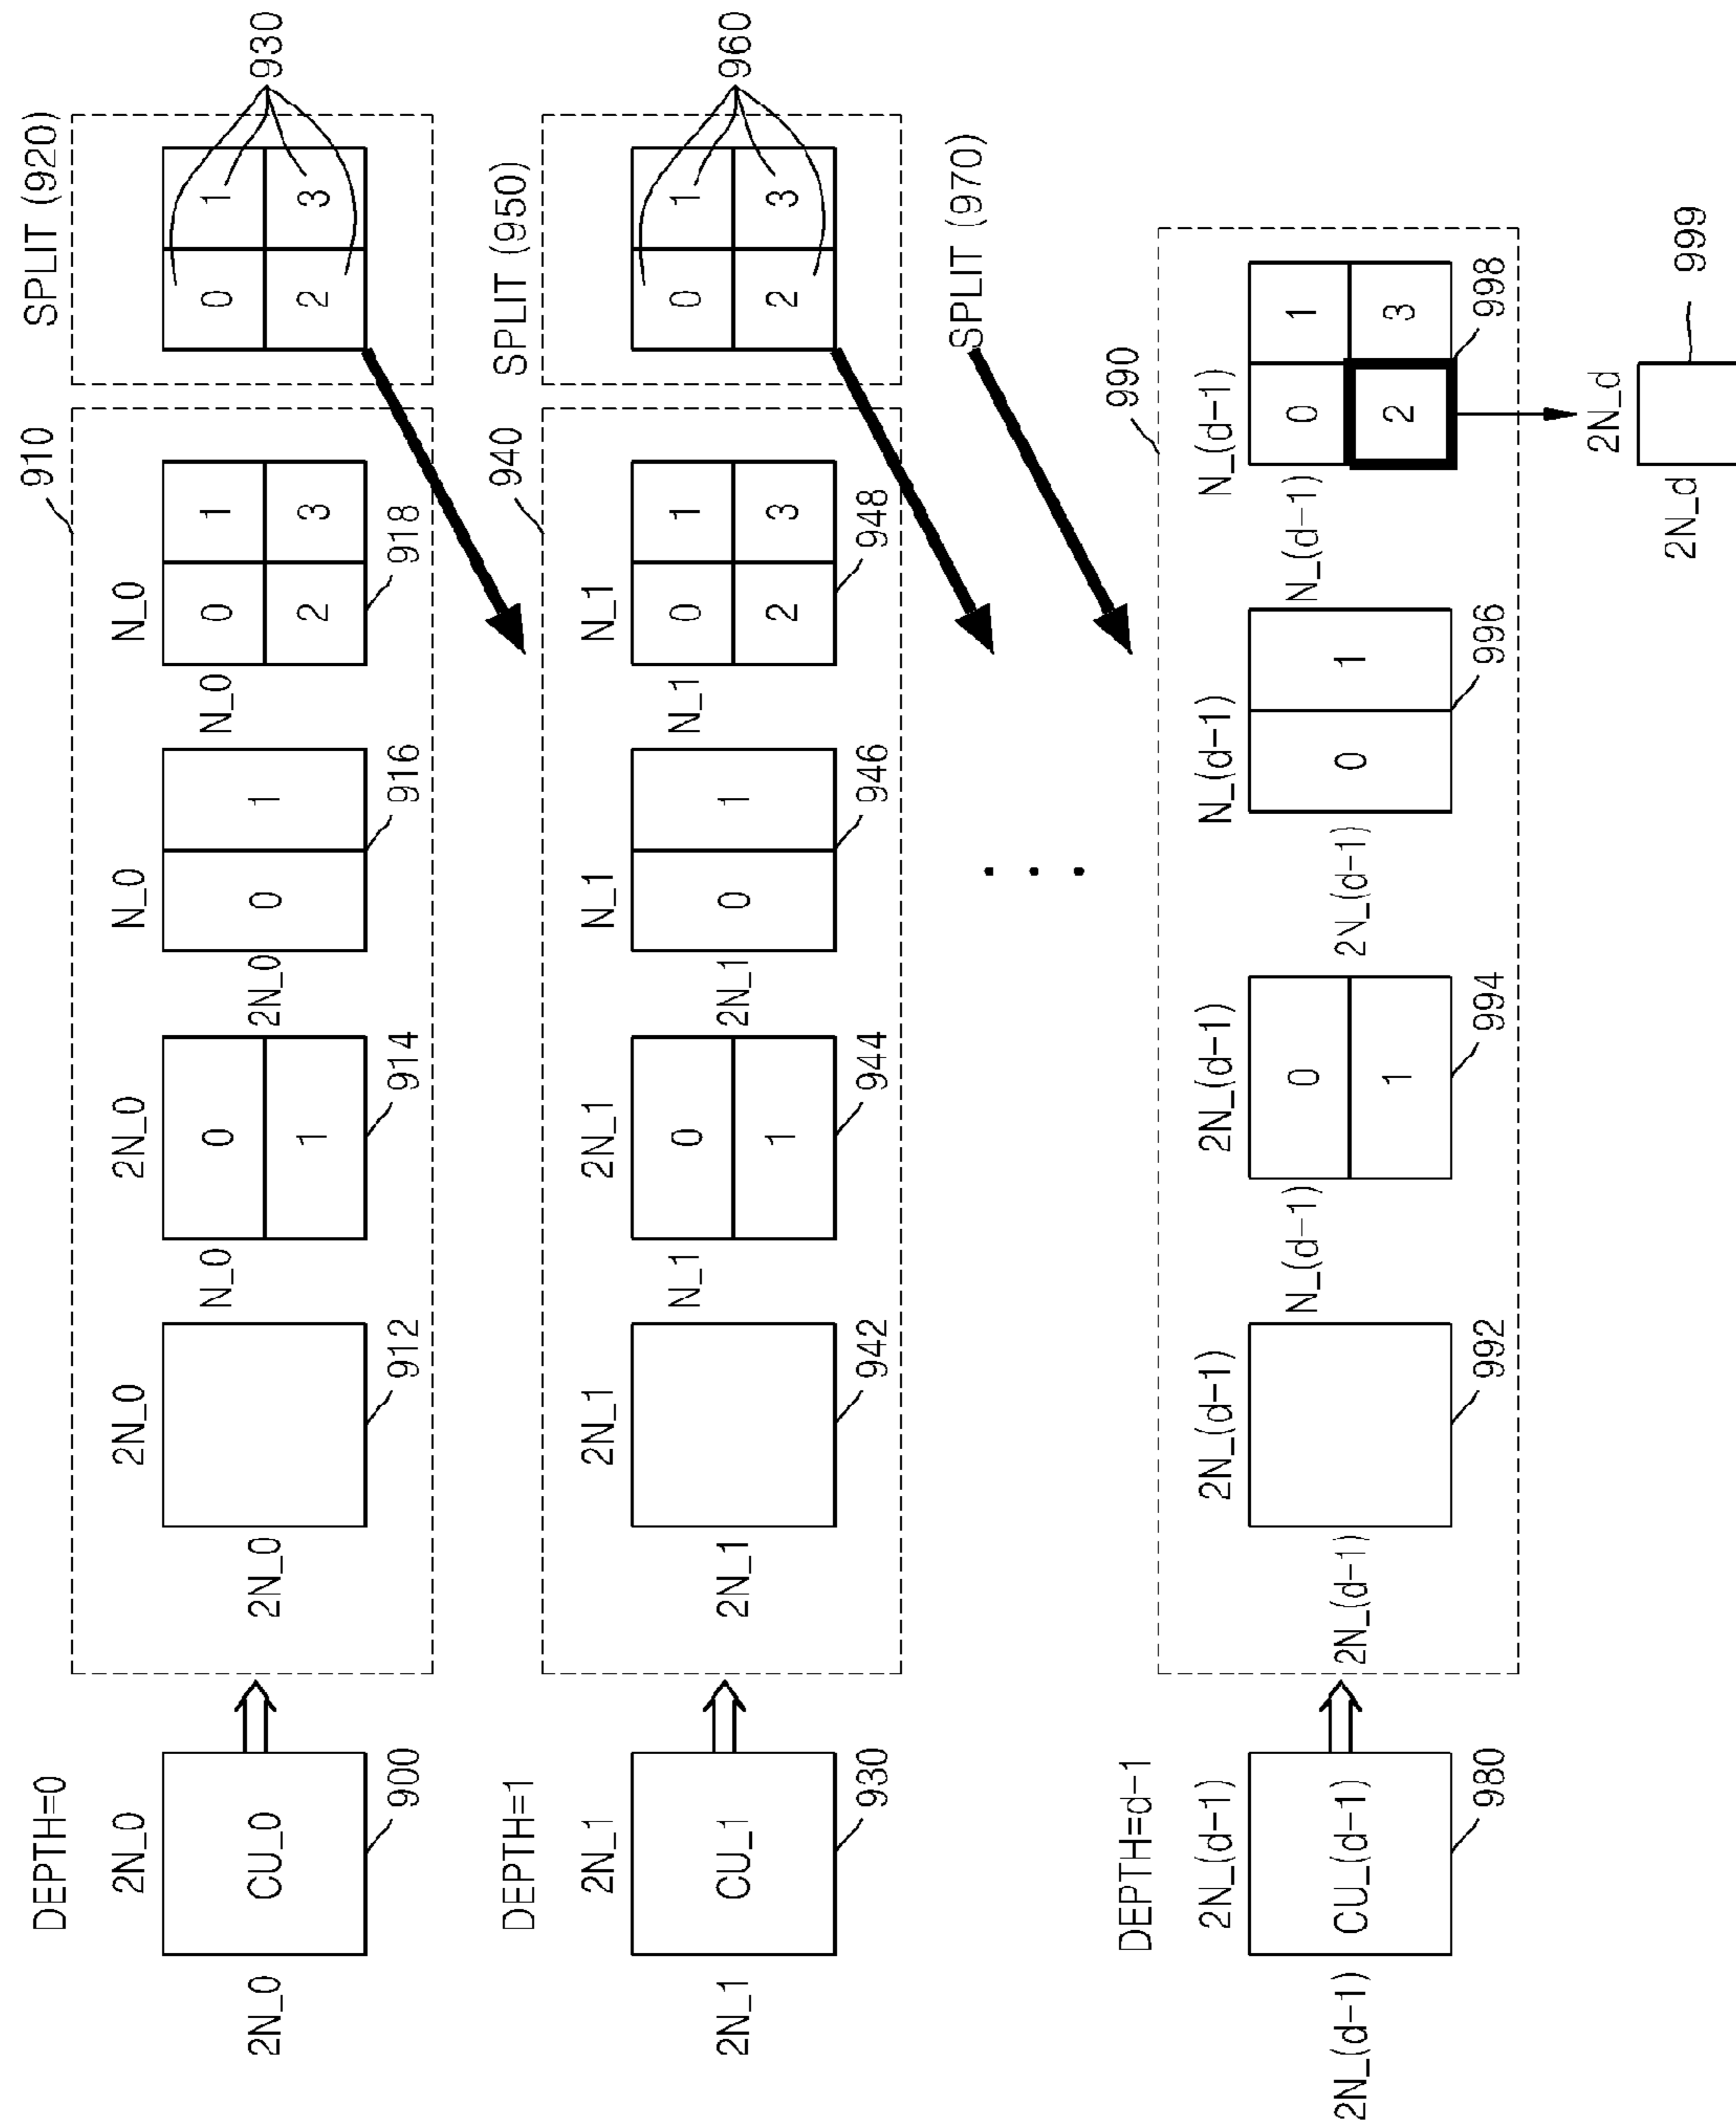 DEPTH=0
2N_0
2N_0
CU_0
900
910
2N_0
2N_0
912
2N_0
N_0
0
1
914
N_0
2N_0
0
1
916
N_0
N_0
0
1
2
3
918
SPLIT (920)
0
1
2
3
930
DEPTH=1
2N_1
2N_1
CU_1
930
940
2N_1
2N_1
942
2N_1
N_1
0
1
944
N_1
2N_1
0
1
946
N_1
N_1
0
1
2
3
948
SPLIT (950)
0
1
2
3
960
SPLIT (970)
DEPTH=d-1
2N_(d-1)
2N_(d-1)
CU_(d-1)
980
990
2N_(d-1)
2N_(d-1)
992
2N_(d-1)
N_(d-1)
0
1
994
N_(d-1)
2N_(d-1)
0
1
996
N_(d-1)
N_(d-1)
0
1
2
3
998
2N_d
2N_d
999